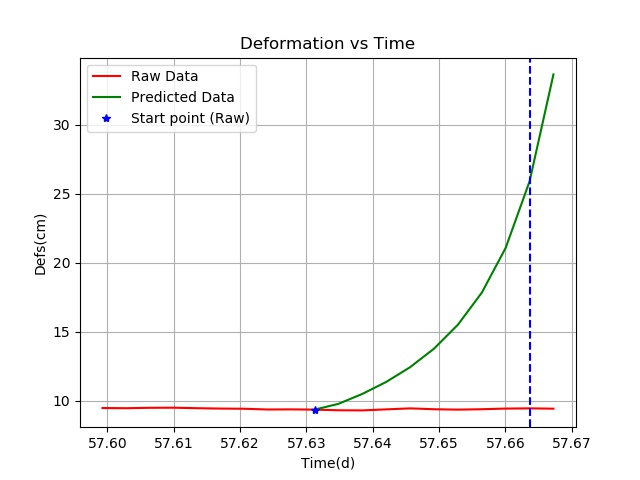 Deformation vs Time
Raw Data
Predicted Data
Start point (Raw)
Defs(cm)
30
25
20
15
10
57.60 57.61 57.62 57.63 57.64 57.65 57.66 57.67
Time(d)